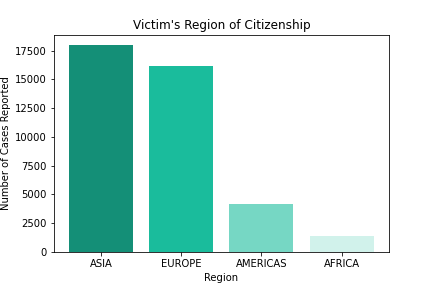 Victim's Region of Citizenship
Number of Cases Reported
17500
15000
12500
10000
7500
5000
2500
0
ASIA EUROPE AMERICAS AFRICA
Region